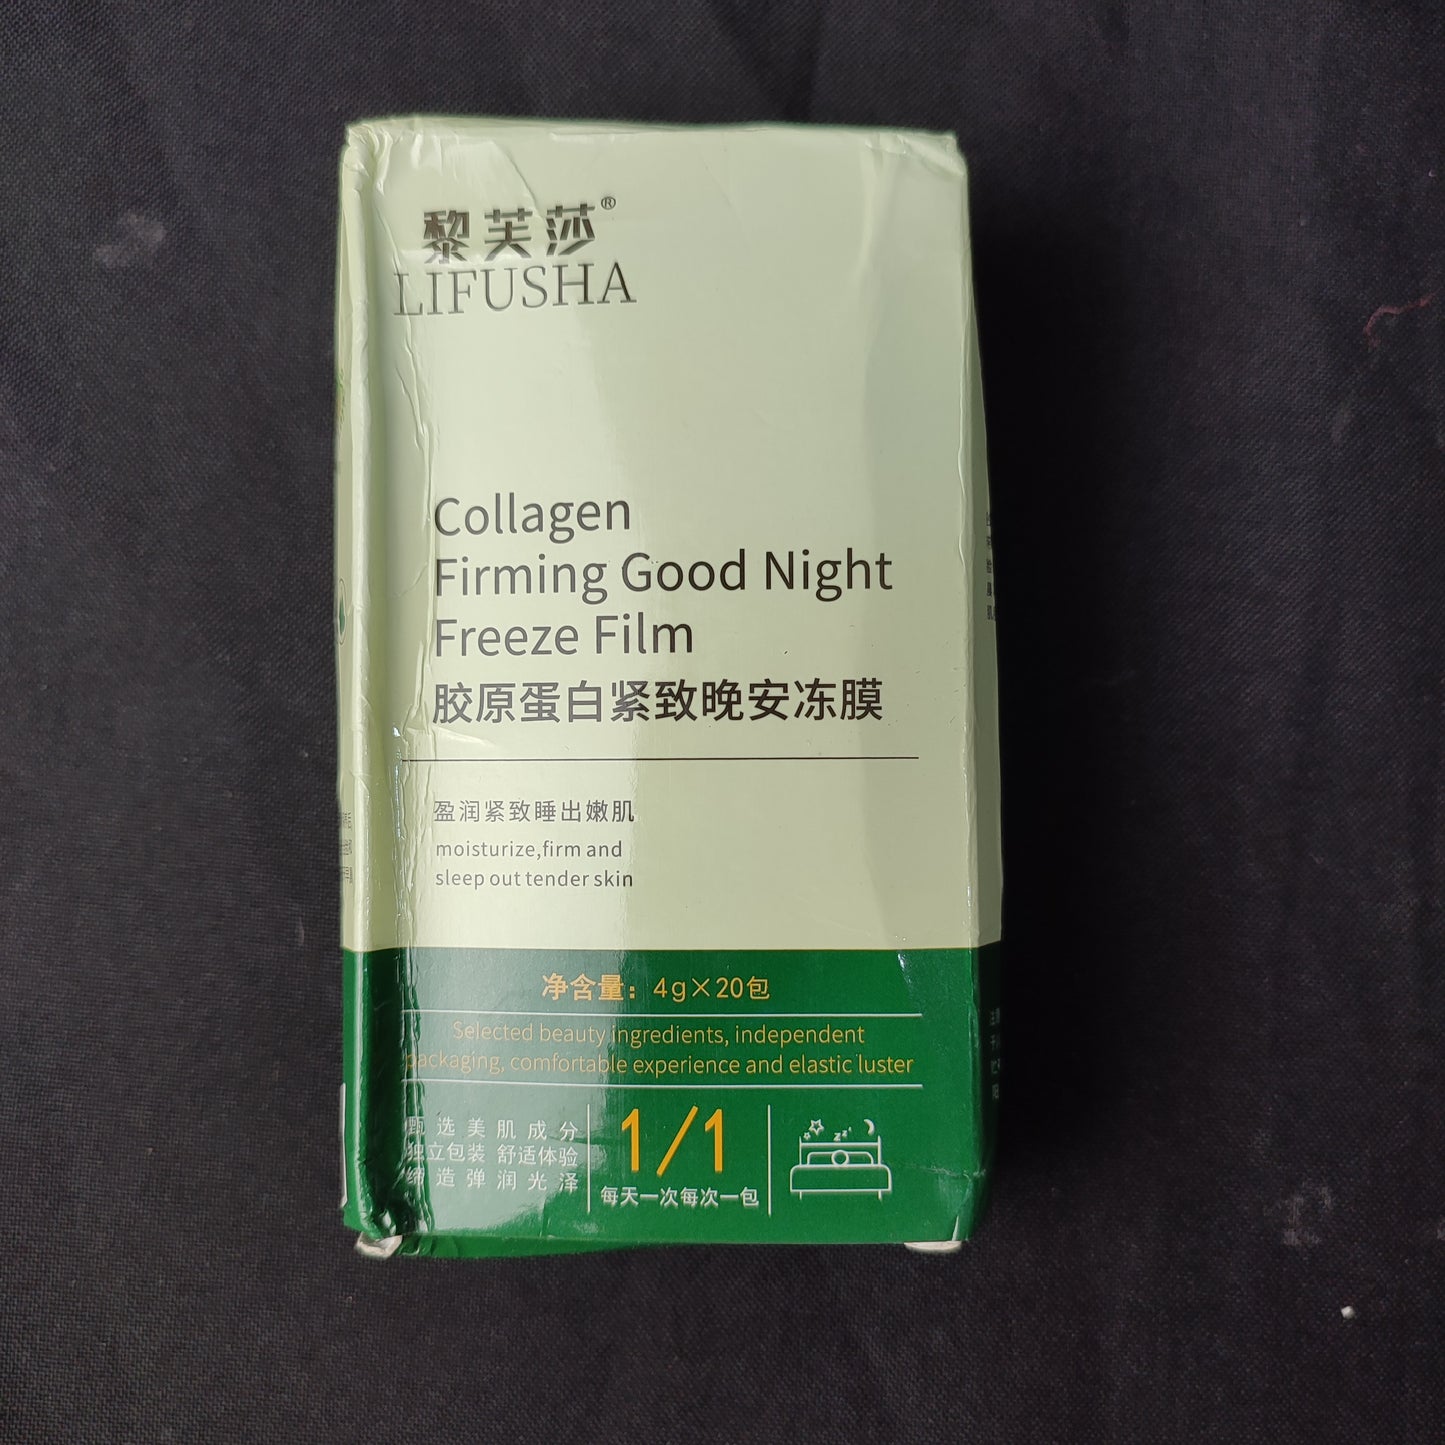 黎芙莎®
LIFUSHA
Collagen
Firming Good Night
Freeze Film
胶原蛋白紧致晚安冻膜
盈润紧致睡出嫩肌
moisturize,firm and
sleep out tender skin
净含量：4g×20包
Selected beauty ingredients, independent
packaging, comfortable experience and elastic luster
甄选美肌成分
独立包装 舒适体验
缔造弹润光泽
1/1
每天一次每次一包
zzz